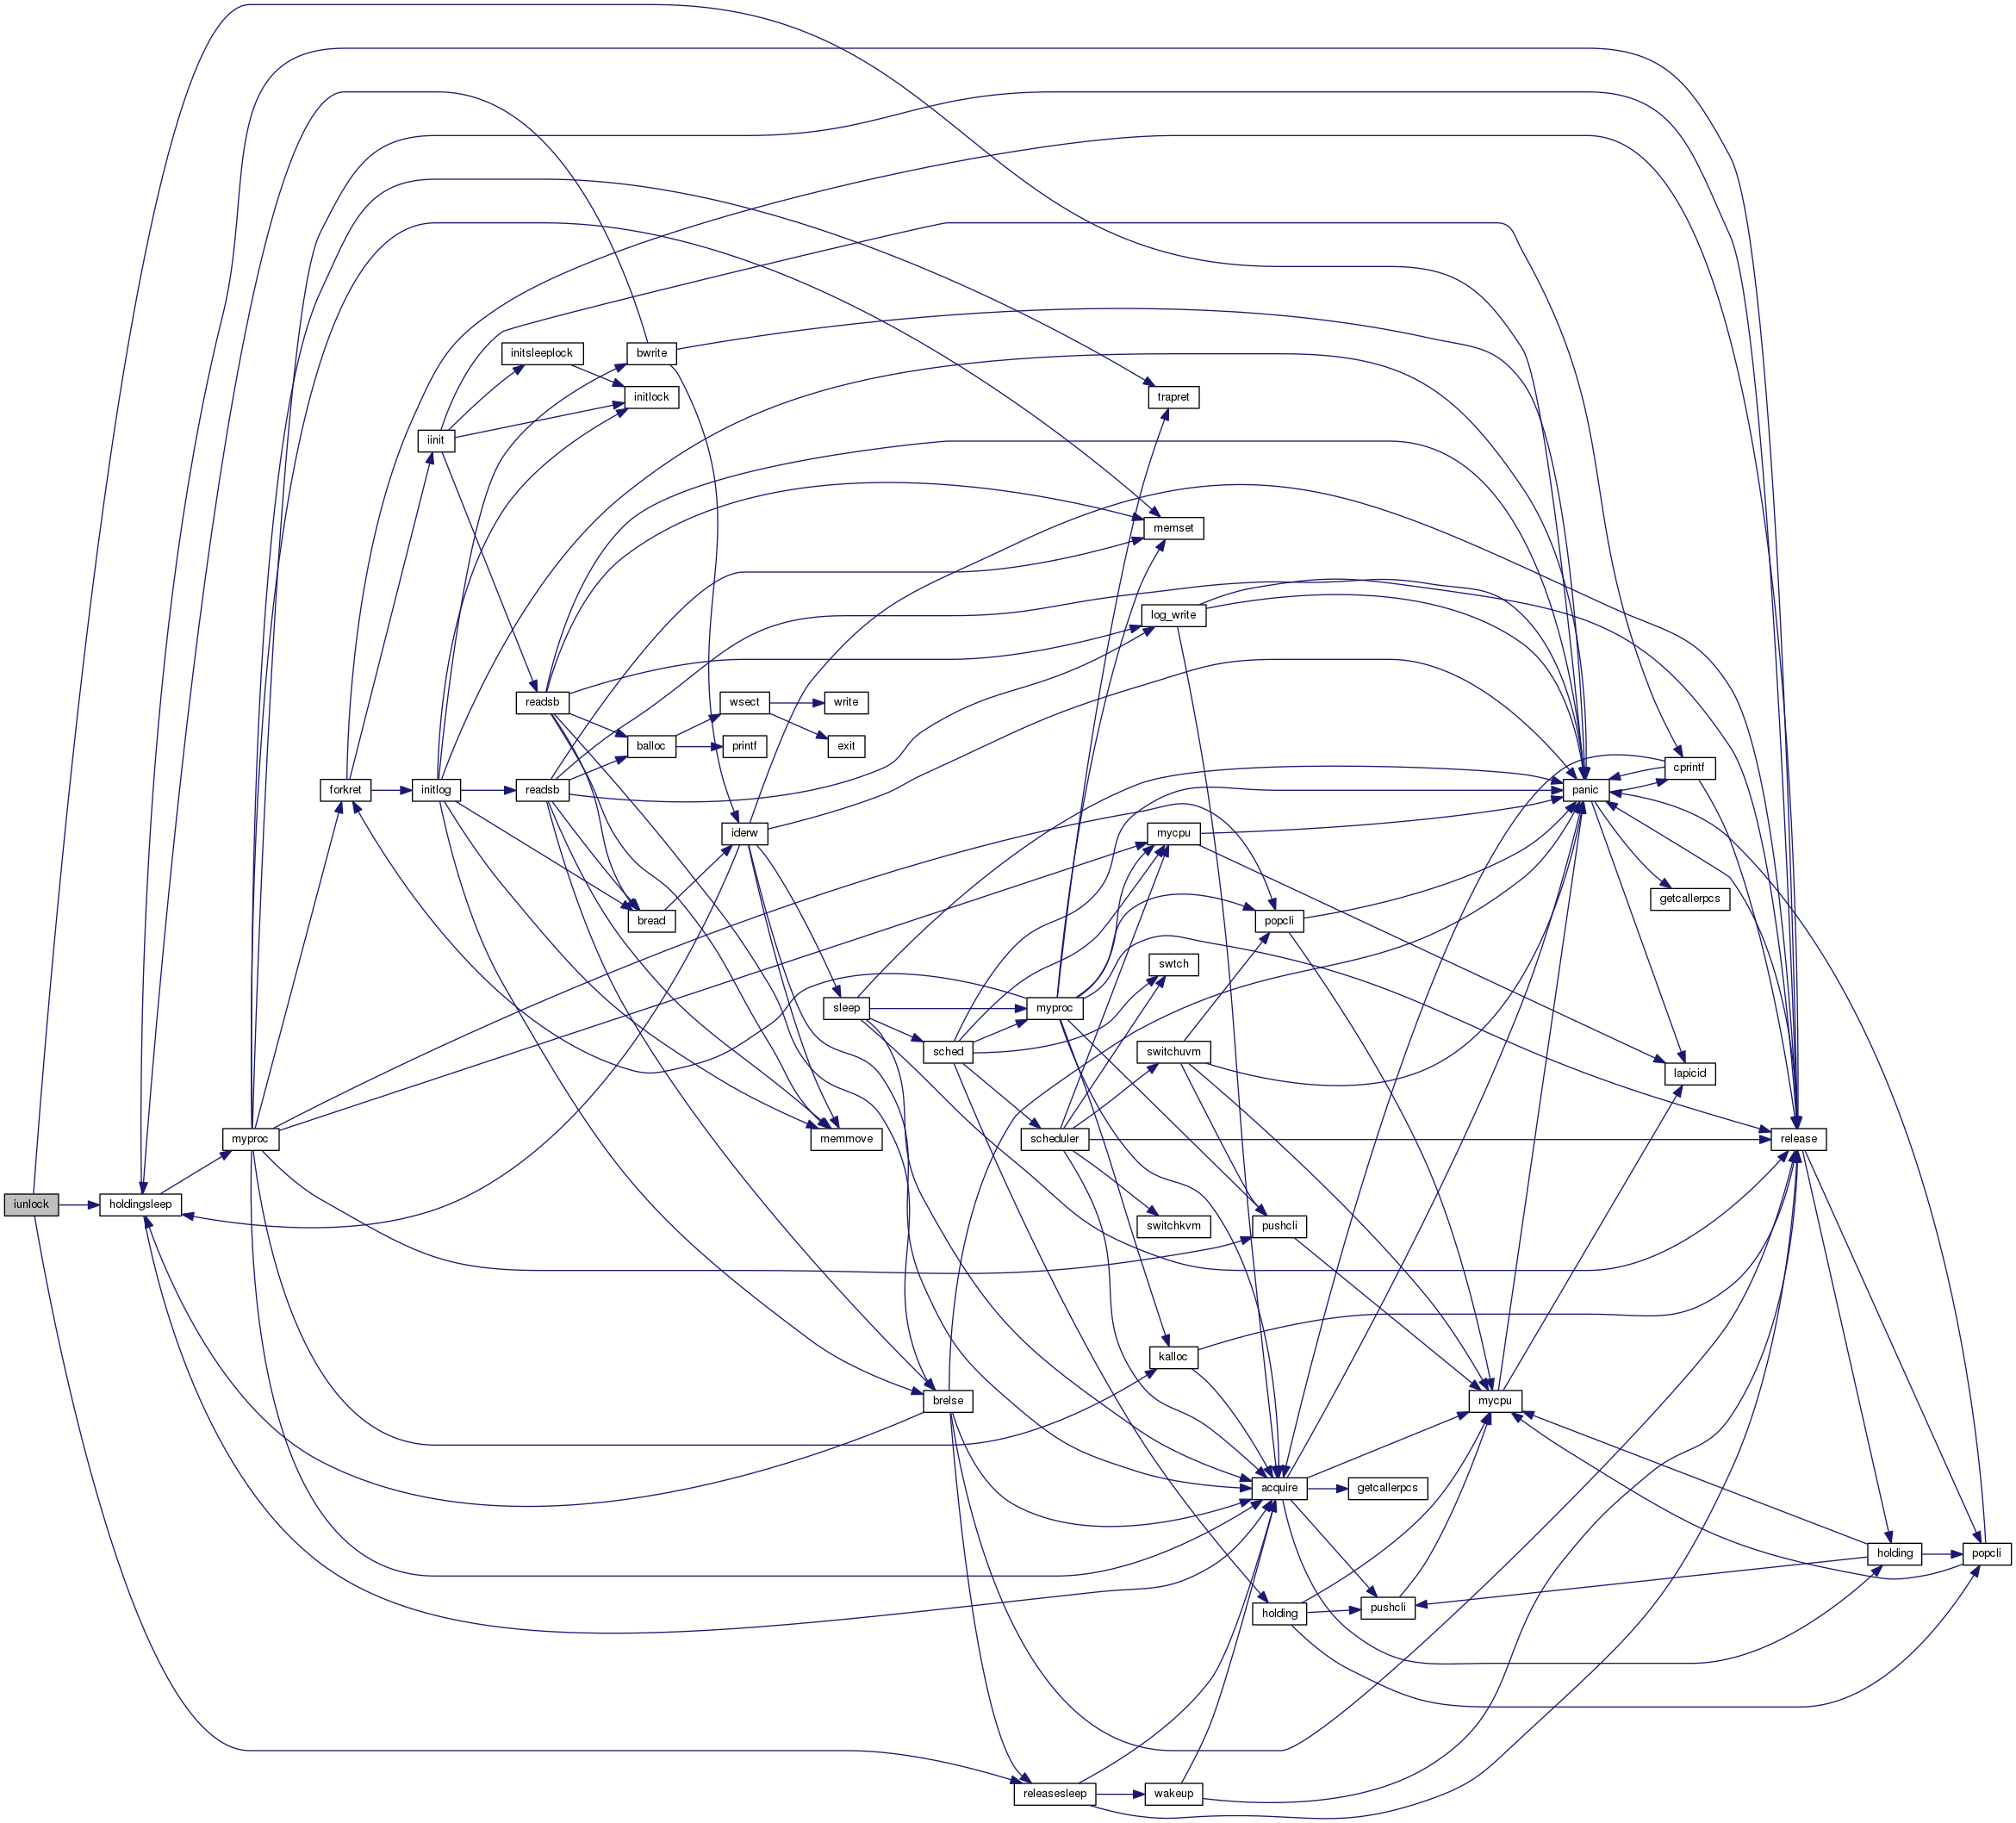 initsleeplock
bwrite
initlock
trapret
iinit
memset
log_write
readsb
wsect
write
balloc
printf
exit
cprintf
forkret
initlog
readsb
panic
iderw
mycpu
getcallerpcs
bread
popcli
swtch
sleep
myproc
sched
switchuvm
lapicid
myproc
memmove
scheduler
release
iunlock
holdingsleep
switchkvm
pushcli
kalloc
brelse
mycpu
acquire
getcallerpcs
holding
popcli
holding
pushcli
releasesleep
wakeup